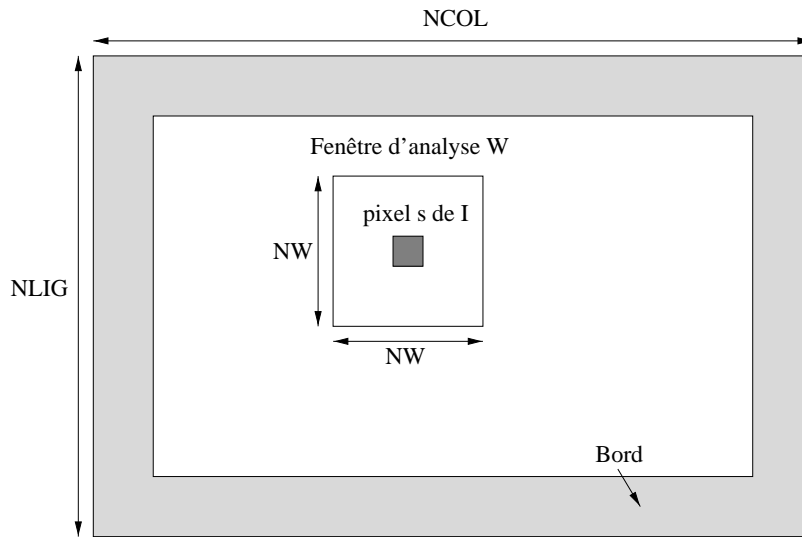 NCOL
Fenêtre d'analyse W
pixel s de I
NW
NLIG
NW
Bord